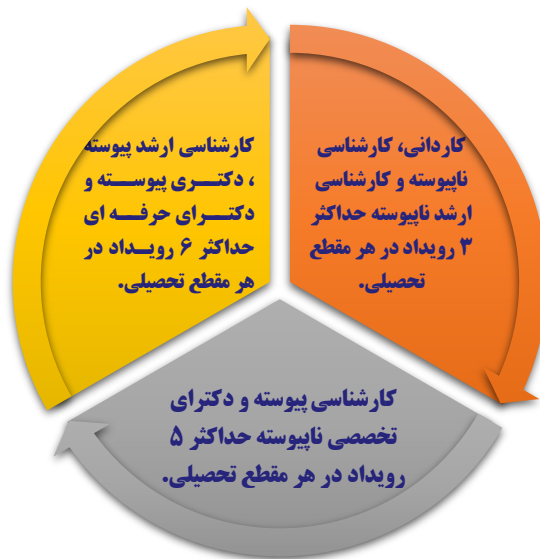 کاردانی، کارشناسی
ناپیوسته و کارشناسی
ارشد ناپیوسته حداکثر
۳ رویداد در هر مقطع
تحصیلی.
کارشناسی پیوسته و دکترای
تخصصی ناپیوسته حداکثر ۵
رویداد در هر مقطع تحصیلی.
کارشناسی ارشد پیوسته
، دکتری پیوسته و
دکترای حرفه ای
حداکثر ۶ رویداد در
هر مقطع تحصیلی.